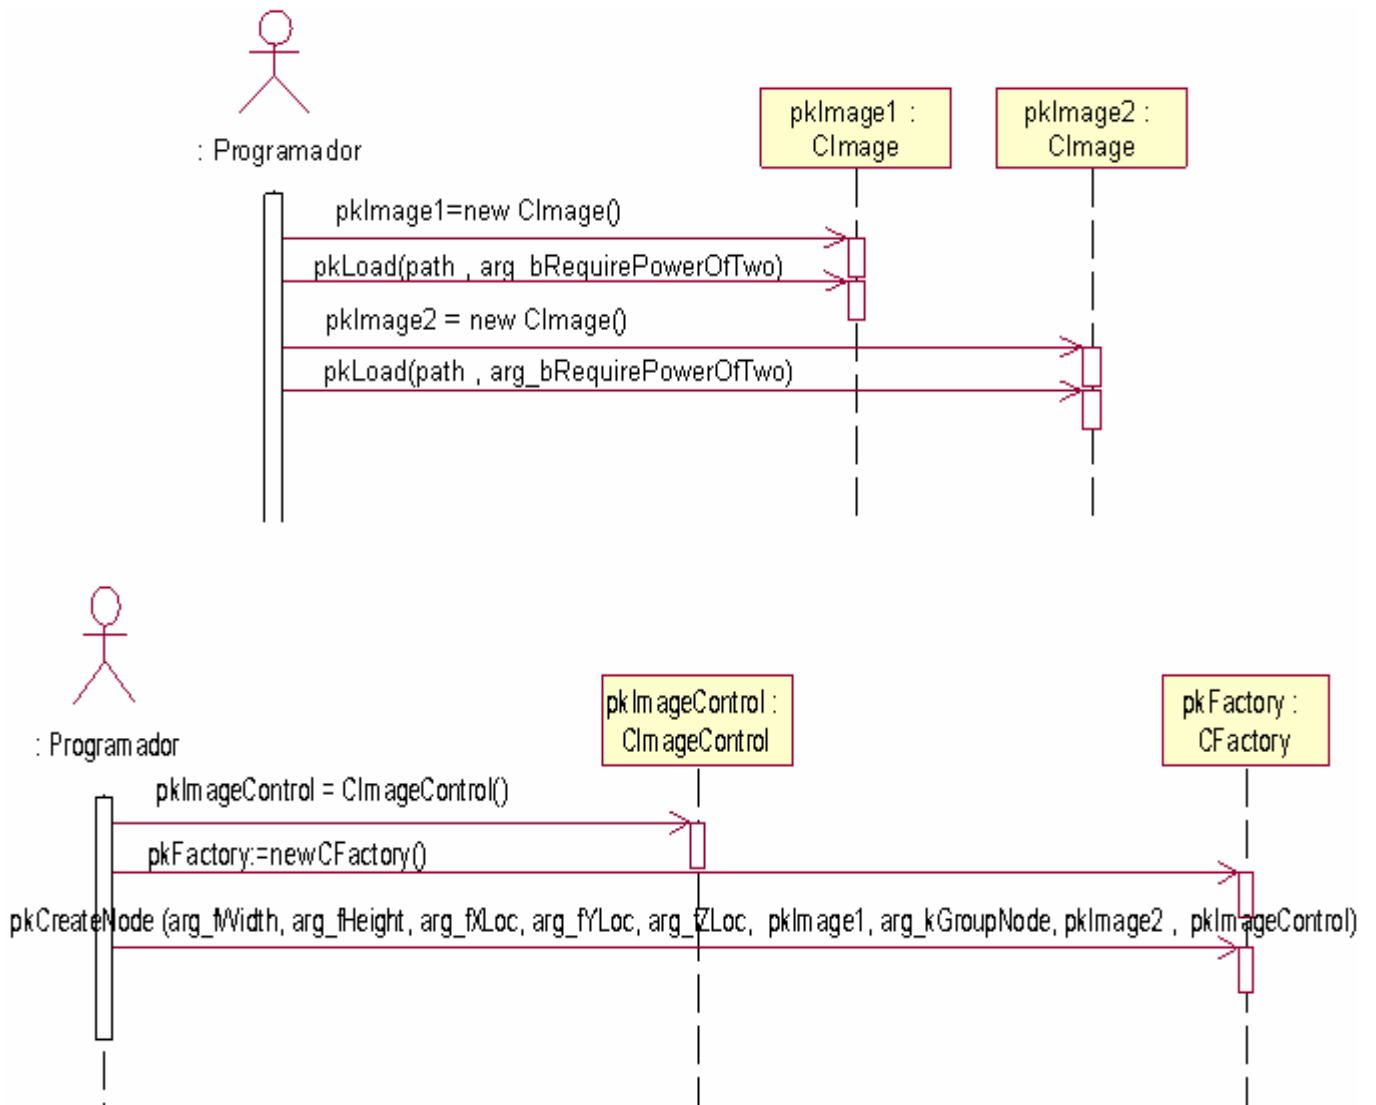 : Programador
pkImage1 :
CImage
pkImage2 :
CImage
pkImage1=new CImage()
pkLoad(path , arg_bRequirePowerOfTwo)
pkImage2 = new CImage()
pkLoad(path , arg_bRequirePowerOfTwo)
: Programador
pkImageControl :
CImageControl
pkFactory :
CFactory
pkImageControl = CImageControl()
pkFactory:=newCFactory()
pkCreateNode (arg_fWidth, arg_fHeight, arg_fXLoc, arg_fYLoc, arg_fZLoc, pkImage1, arg_kGroupNode, pkImage2 , pkImageControl)